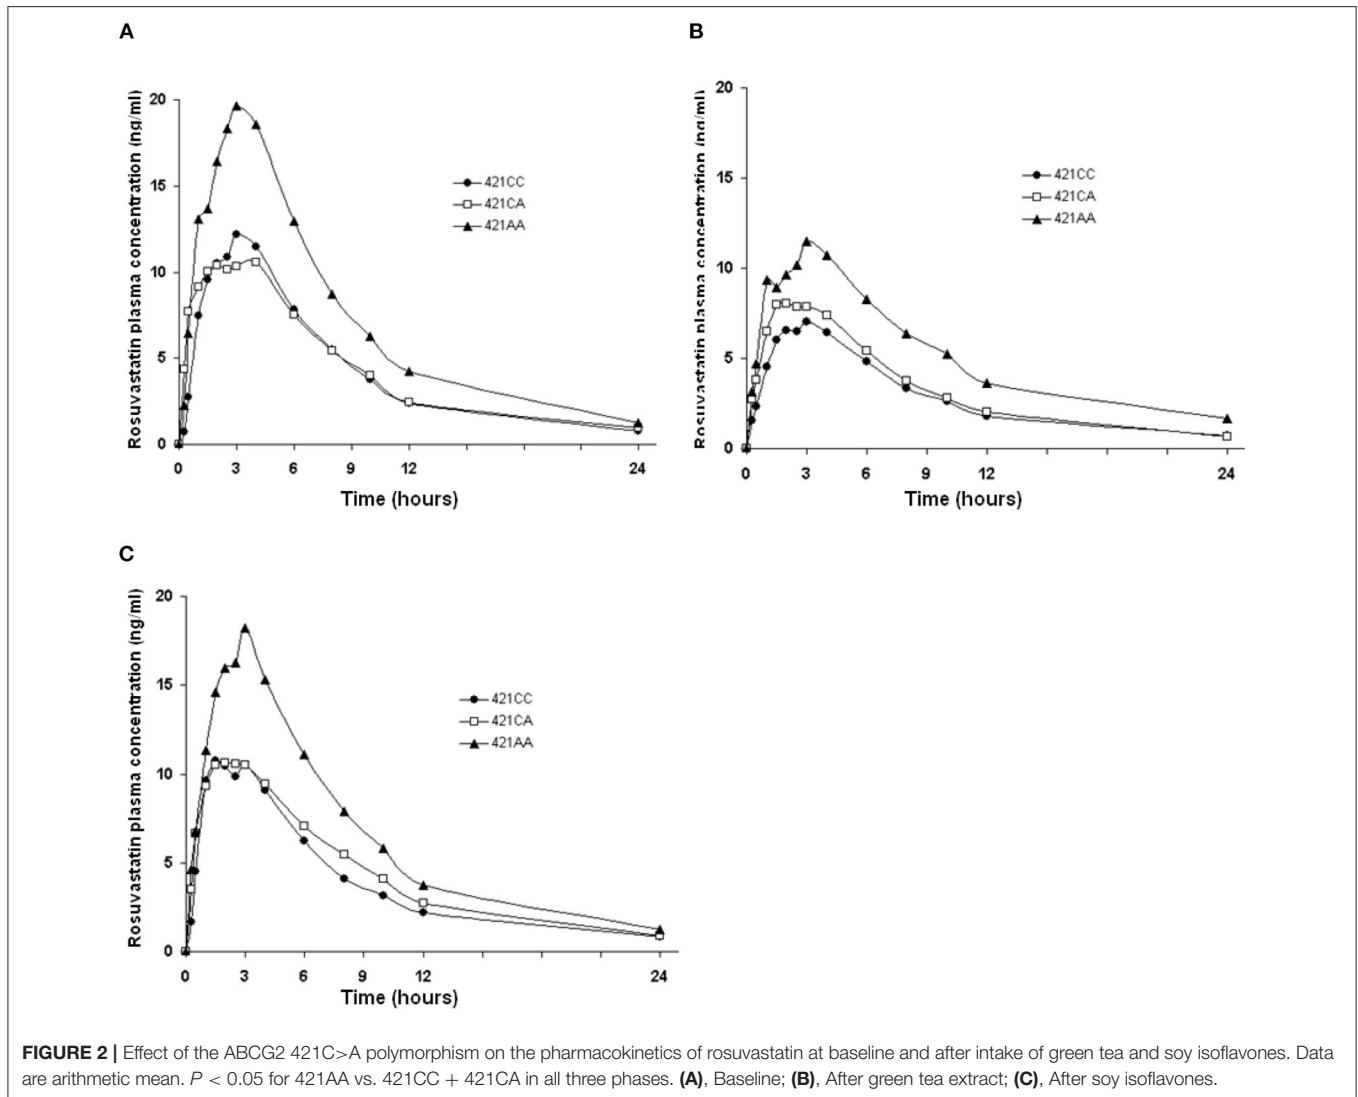 A
Rosuvastatin plasma concentration (ng/ml)
20
15
10
5
0
421CC
421CA
421AA
0 3 6 9 12 24
Time (hours)
B
Rosuvastatin plasma concentration (ng/ml)
20
15
10
5
0
421CC
421CA
421AA
0 3 6 9 12 24
Time (hours)
C
Rosuvastatin plasma concentration (ng/ml)
20
15
10
5
0
421CC
421CA
421AA
0 3 6 9 12 24
Time (hours)
FIGURE 2 | Effect of the ABCG2 421C>A polymorphism on the pharmacokinetics of rosuvastatin at baseline and after intake of green tea and soy isoflavones. Data
are arithmetic mean. P < 0.05 for 421AA vs. 421CC + 421CA in all three phases. (A), Baseline; (B), After green tea extract; (C), After soy isoflavones.